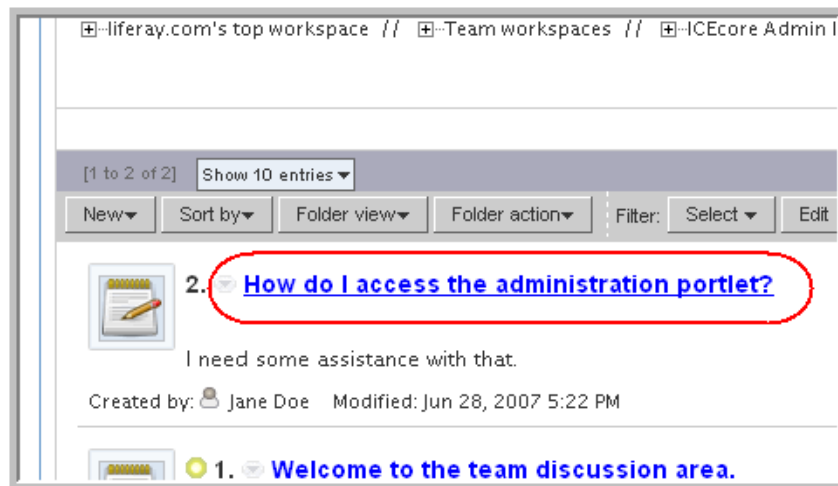 liferay.com's top workspace // Team workspaces // ICEcore Admin
[1 to 2 of 2] Show 10 entries
New Sort by Folder view Folder action Filter: Select Edit
2. How do I access the administration portlet?
I need some assistance with that.
Created by: Jane Doe Modified: Jun 28, 2007 5:22 PM
1. Welcome to the team discussion area.